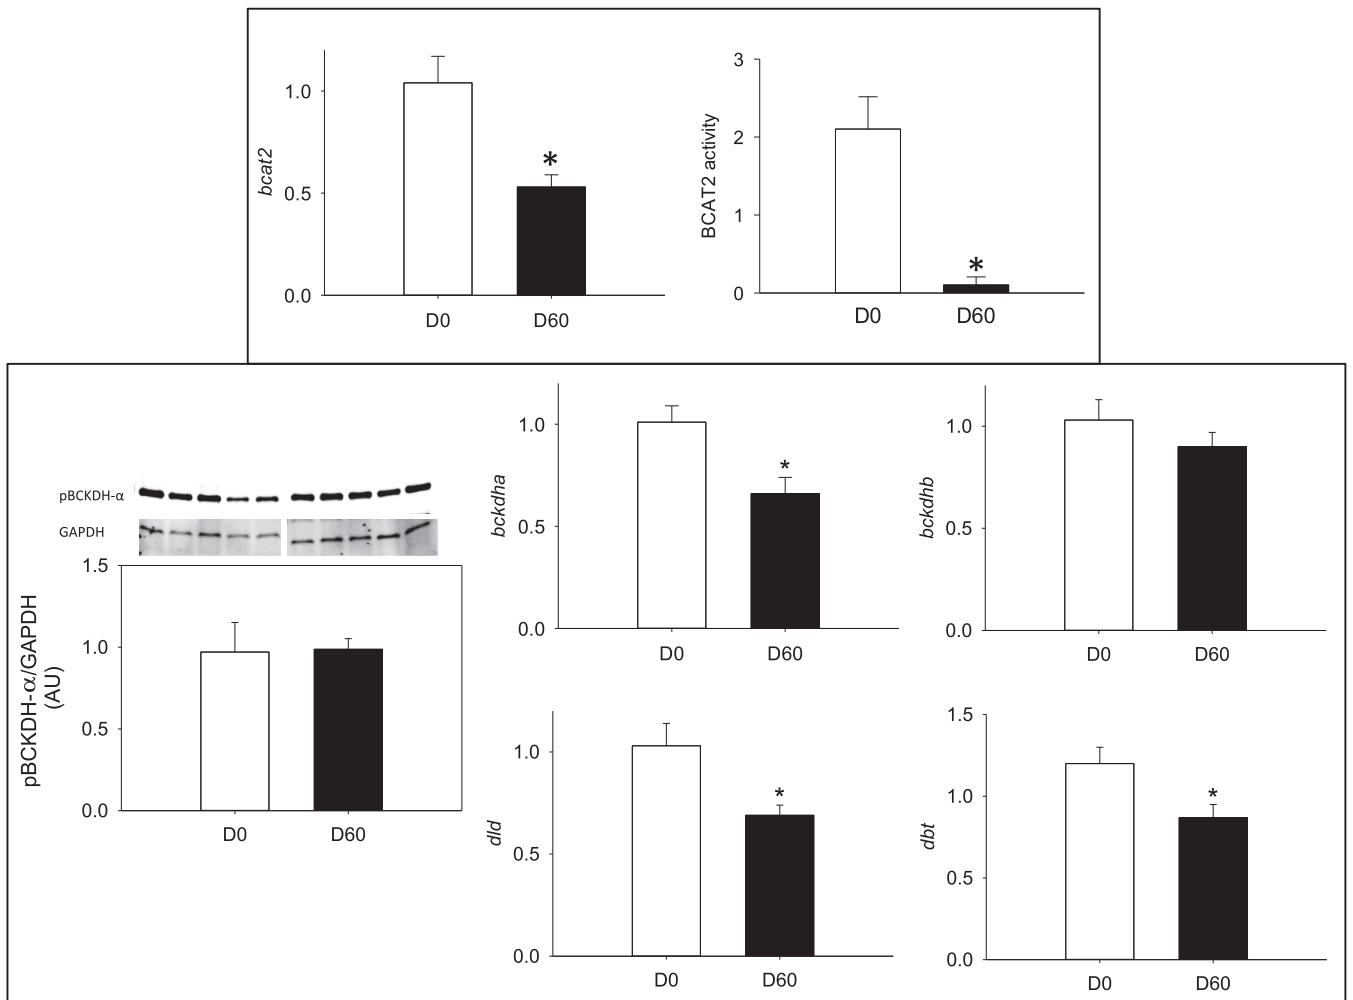 bcat2
1.0
0.5
0.0
*
D0
D60
BCAT2 activity
3
2
1
0
*
D0
D60
pBCKDH-α
GAPDH
pBCKDH-α/GAPDH
(AU)
1.5
1.0
0.5
0.0
D0
D60
bckdha
1.0
0.5
0.0
*
D0
D60
bckdhb
1.0
0.5
0.0
D0
D60
dld
1.0
0.5
0.0
*
D0
D60
dbt
1.5
1.0
0.5
0.0
*
D0
D60